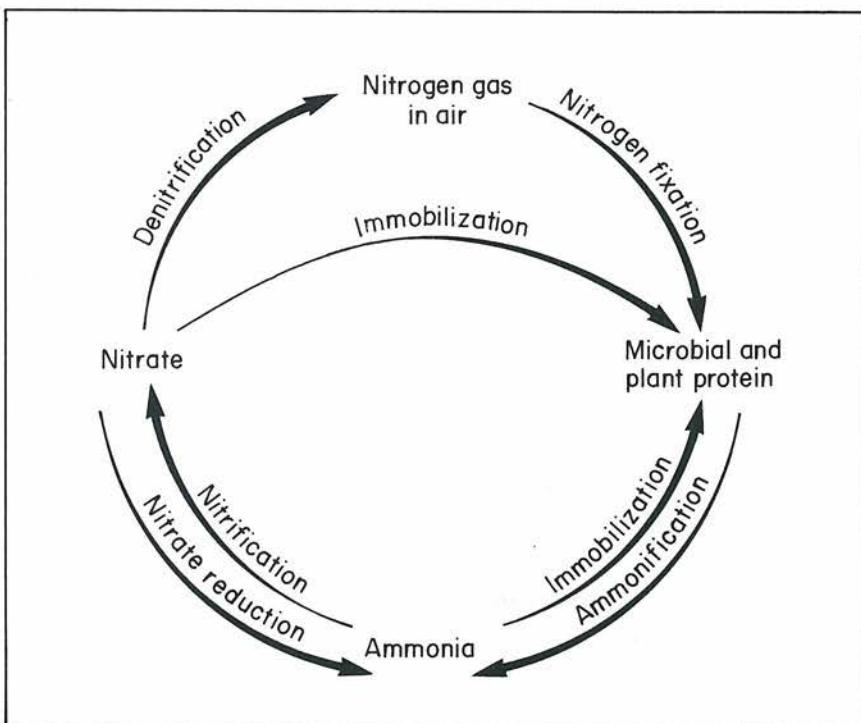 Nitrogen gas
in air
Denitrification
Nitrogen fixation
Immobilization
Nitrate
Microbial and
plant protein
Nitrification
Nitrate reduction
Immobilization
Ammonification
Ammonia